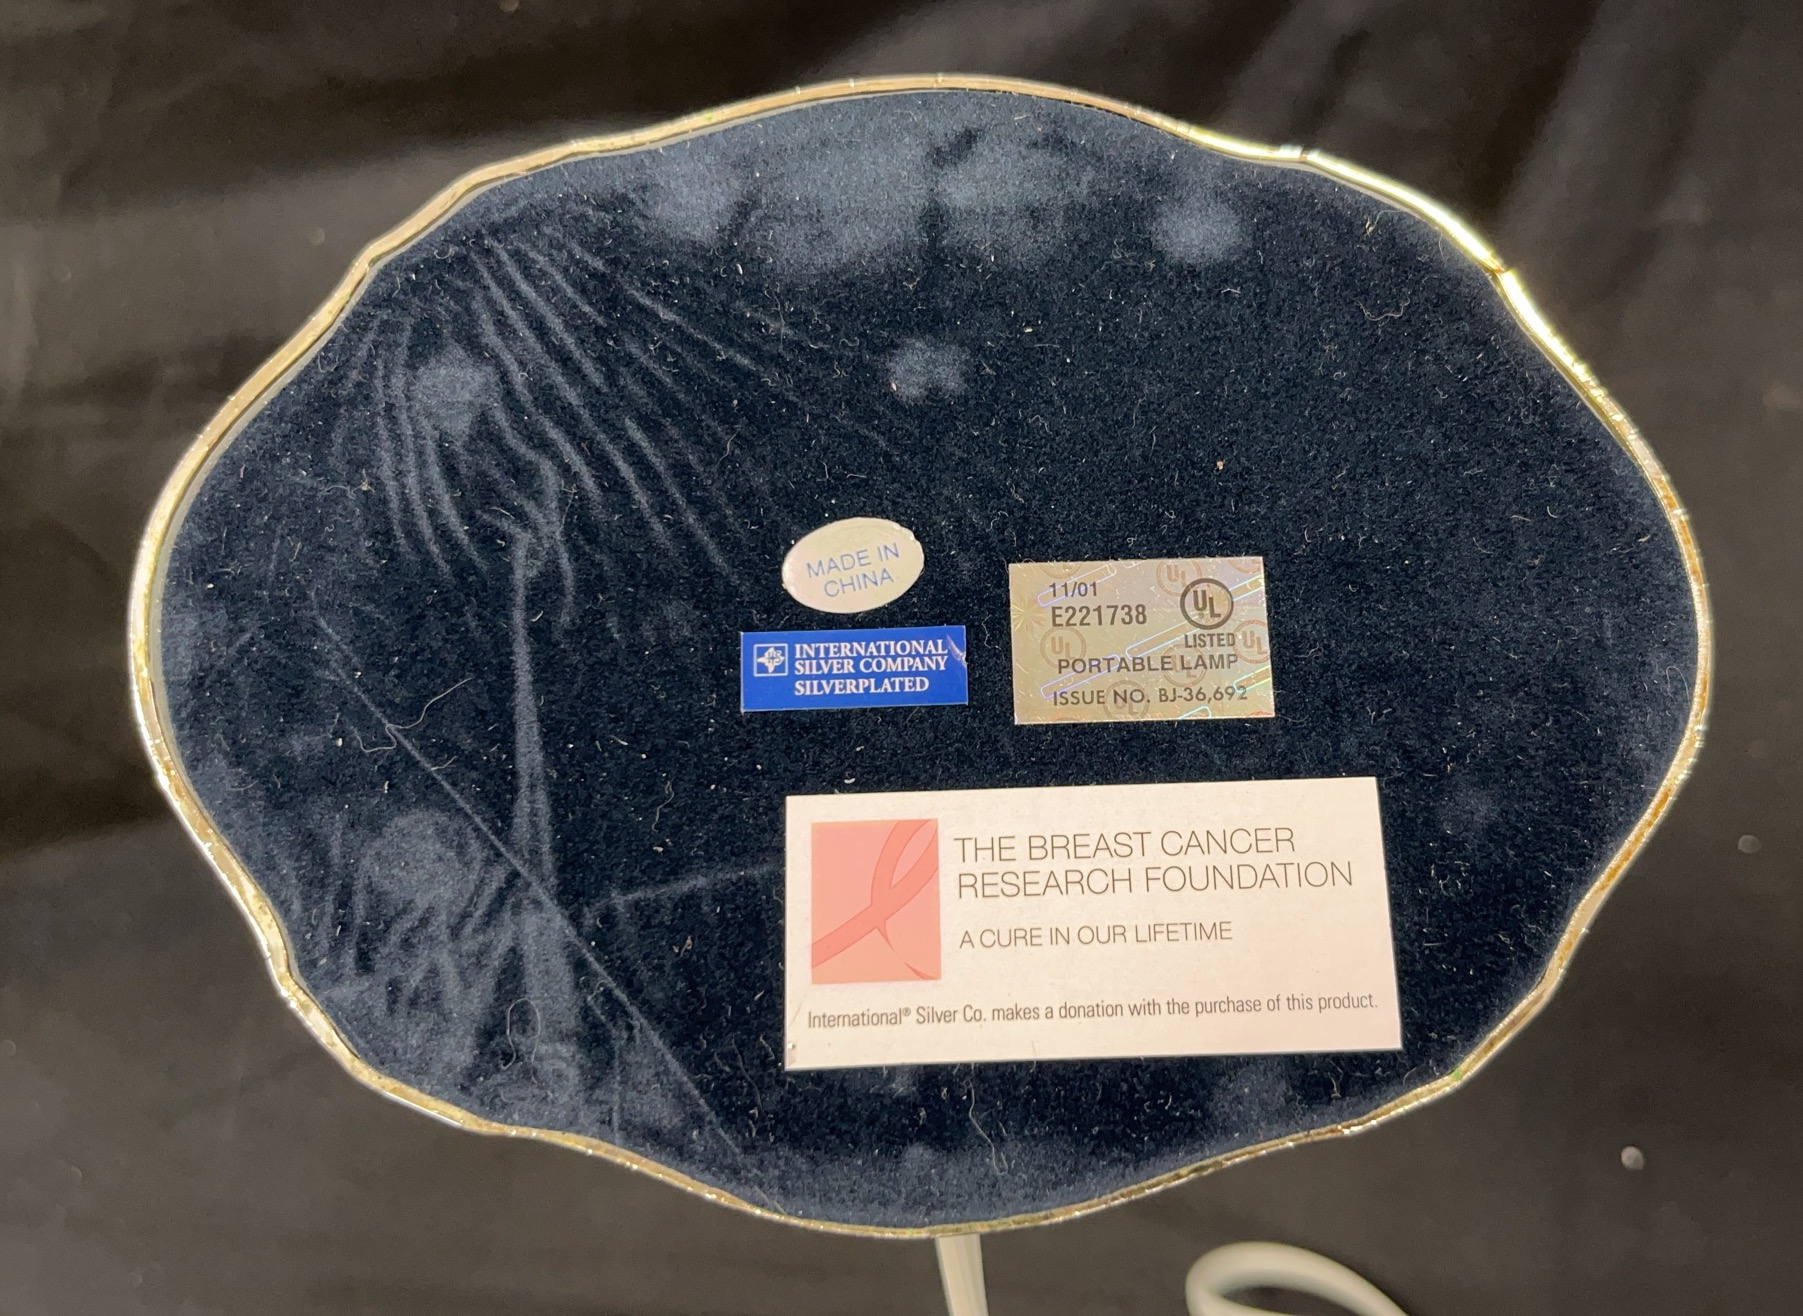 MADE IN
CHINA
INTERNATIONAL
SILVER COMPANY
SILVERPLATED
11/01
E221738
UL
LISTED
PORTABLE LAMP
ISSUE NO. BJ-36,692
THE BREAST CANCER
RESEARCH FOUNDATION
A CURE IN OUR LIFETIME
International® Silver Co. makes a donation with the purchase of this product.